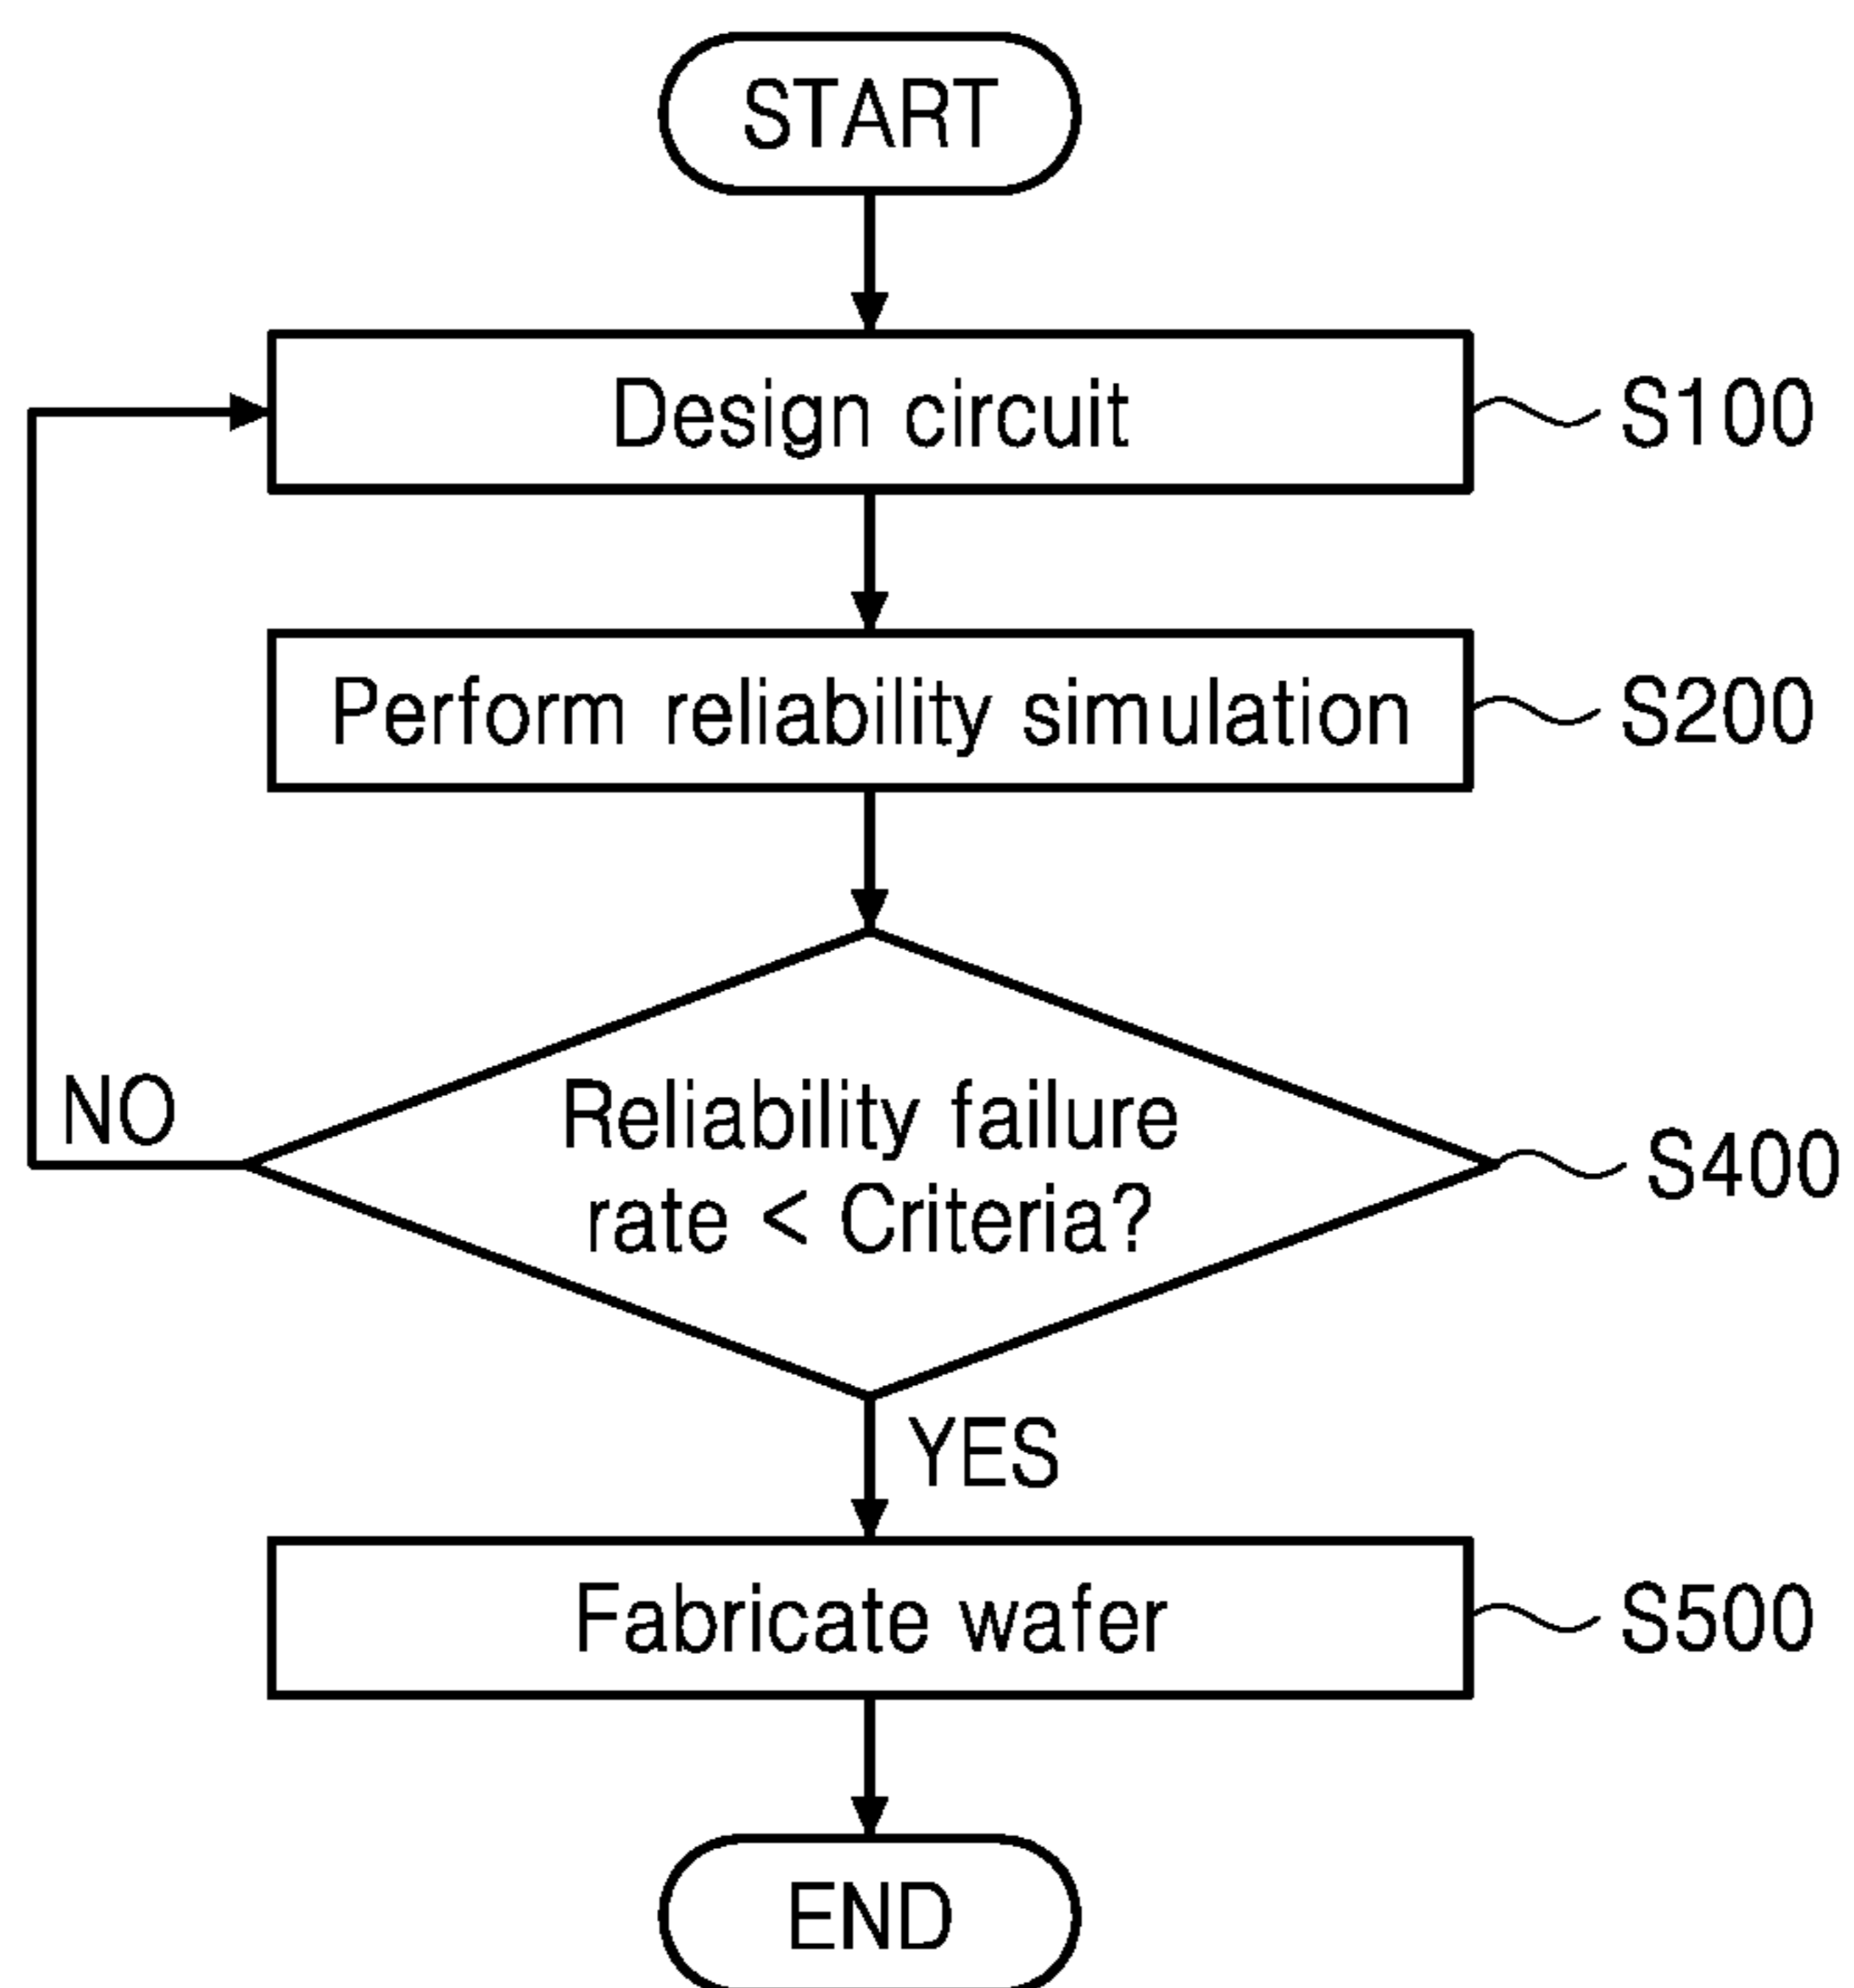 START
Design circuit
S100
Perform reliability simulation
S200
NO
Reliability failure
rate < Criteria?
S400
YES
Fabricate wafer
S500
END